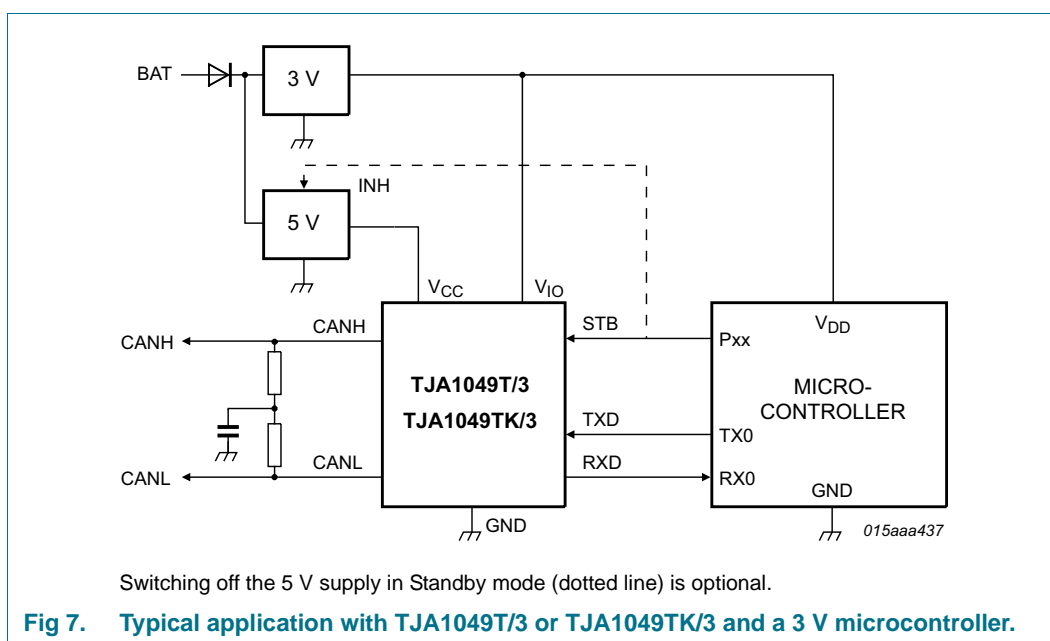 BAT
3 V
INH
5 V
VCC
VIO
CANH
CANH
STB
Pxx
VDD
TJA1049T/3
TJA1049TK/3
MICRO-
CONTROLLER
TXD
TX0
CANL
CANL
RXD
RX0
GND
GND
015aaa437
Switching off the 5 V supply in Standby mode (dotted line) is optional.
Fig 7. Typical application with TJA1049T/3 or TJA1049TK/3 and a 3 V microcontroller.